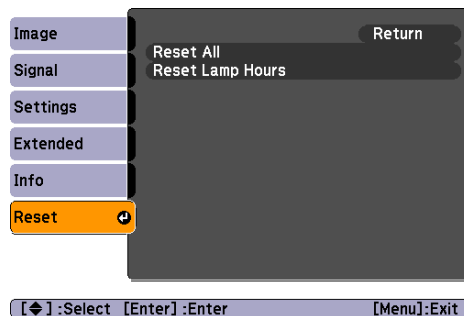 Image
Signal
Settings
Extended
Info
Reset
Return
Reset All
Reset Lamp Hours
[◆] :Select [Enter] :Enter [Menu]:Exit